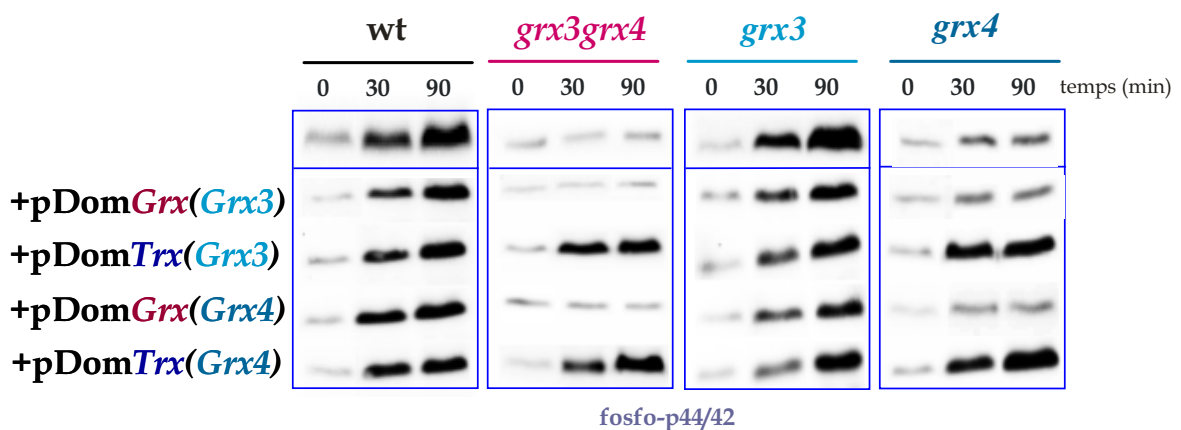 wt grx3grx4 grx3 grx4
0 30 90 0 30 90 0 30 90 0 30 90 temps (min)
+pDomGrx(Grx3)
+pDomTrx(Grx3)
+pDomGrx(Grx4)
+pDomTrx(Grx4)
fosfo-p44/42